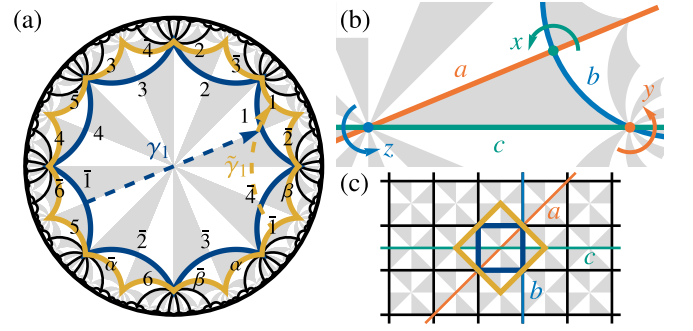 (a)
4̄ 2
3 3̄
5 3 2 1
1
4 4 2̄
γ₁ γ̃₁
6̄ 1̄ 4̄ β
5 2̄ 3̄ 1̄
ᾱ 6 β̄ α
(b)
x
a b
y
z c
(c)
a
c
b